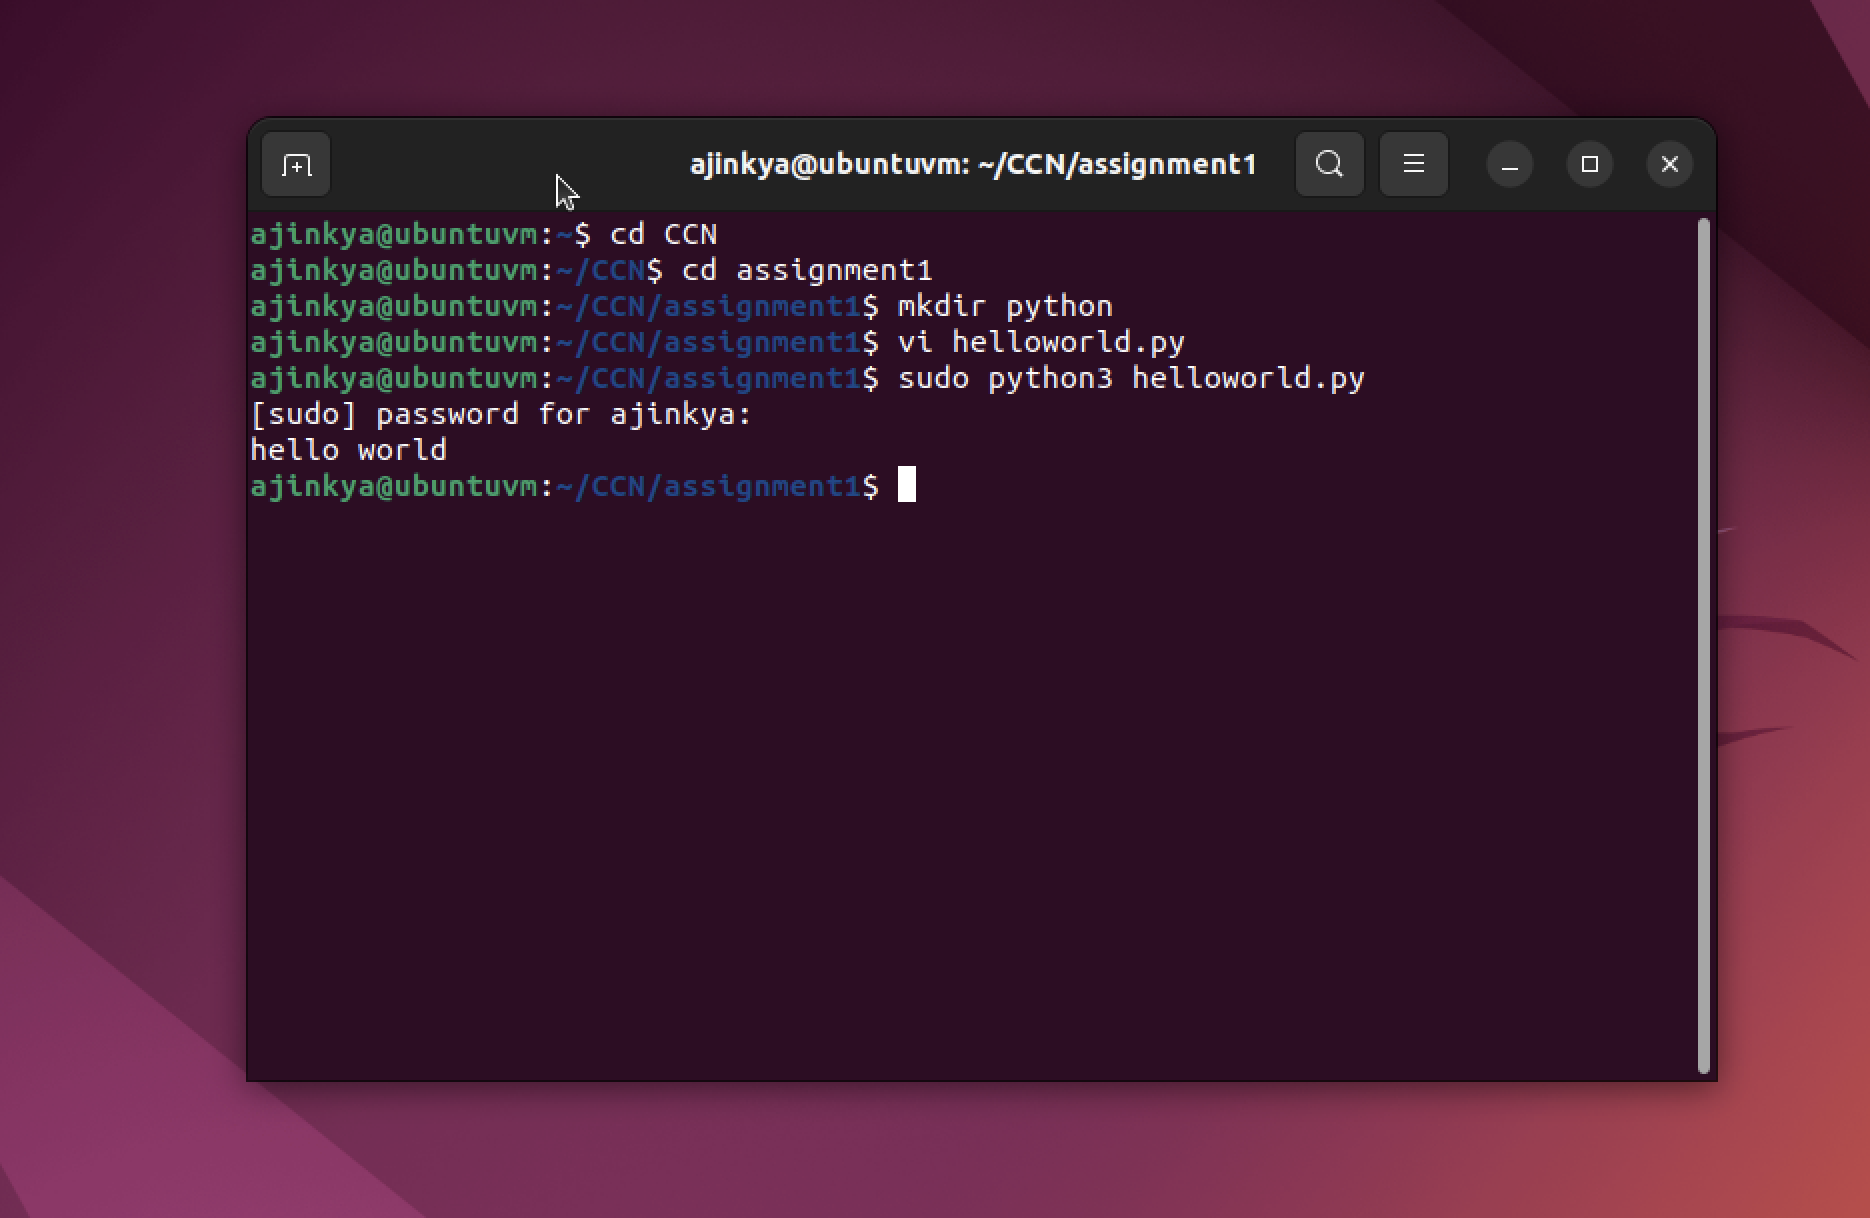 ajinkya@ubuntuvm: ~/CCN/assignment1
ajinkya@ubuntuvm:~$ cd CCN
ajinkya@ubuntuvm:~/CCN$ cd assignment1
ajinkya@ubuntuvm:~/CCN/assignment1$ mkdir python
ajinkya@ubuntuvm:~/CCN/assignment1$ vi helloworld.py
ajinkya@ubuntuvm:~/CCN/assignment1$ sudo python3 helloworld.py
[sudo] password for ajinkya:
hello world
ajinkya@ubuntuvm:~/CCN/assignment1$